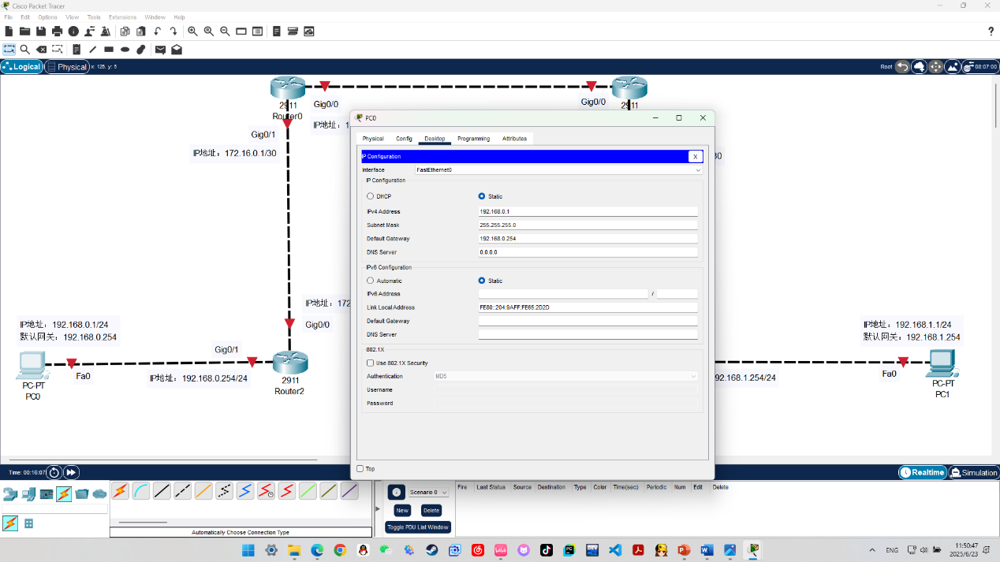 Cisco Packet Tracer
File Edit Options View Tools Extensions Window Help
?
Logical Physical x: 126, y: 5
Root 08:07:00
2911
Router0
Gig0/0
Gig0/0
2911
IP地址：1
Gig0/1
IP地址：172.16.0.1/30
30
IP地址：172
Gig0/0
IP地址：192.168.0.1/24
默认网关：192.168.0.254
Gig0/1
Fa0
IP地址：192.168.0.254/24
PC-PT
PC0
2911
Router2
PC0
Physical Config Desktop Programming Attributes
IP Configuration X
Interface FastEthernet0
IP Configuration
DHCP Static
IPv4 Address 192.168.0.1
Subnet Mask 255.255.255.0
Default Gateway 192.168.0.254
DNS Server 0.0.0.0
IPv6 Configuration
Automatic Static
IPv6 Address /
Link Local Address FE80::204:9AFF:FE65:2D2D
Default Gateway
DNS Server
802.1X
Use 802.1X Security
Authentication MD5
Username
Password
Top
IP地址：192.168.1.1/24
默认网关：192.168.1.254
92.168.1.254/24
Fa0
PC-PT
PC1
Time: 00:16:07
Realtime Simulation
Scenario 0
New Delete
Toggle PDU List Window
Fire Last Status Source Destination Type Color Time(sec) Periodic Num Edit Delete
Automatically Choose Connection Type
ENG
11:50:47
2025/6/23